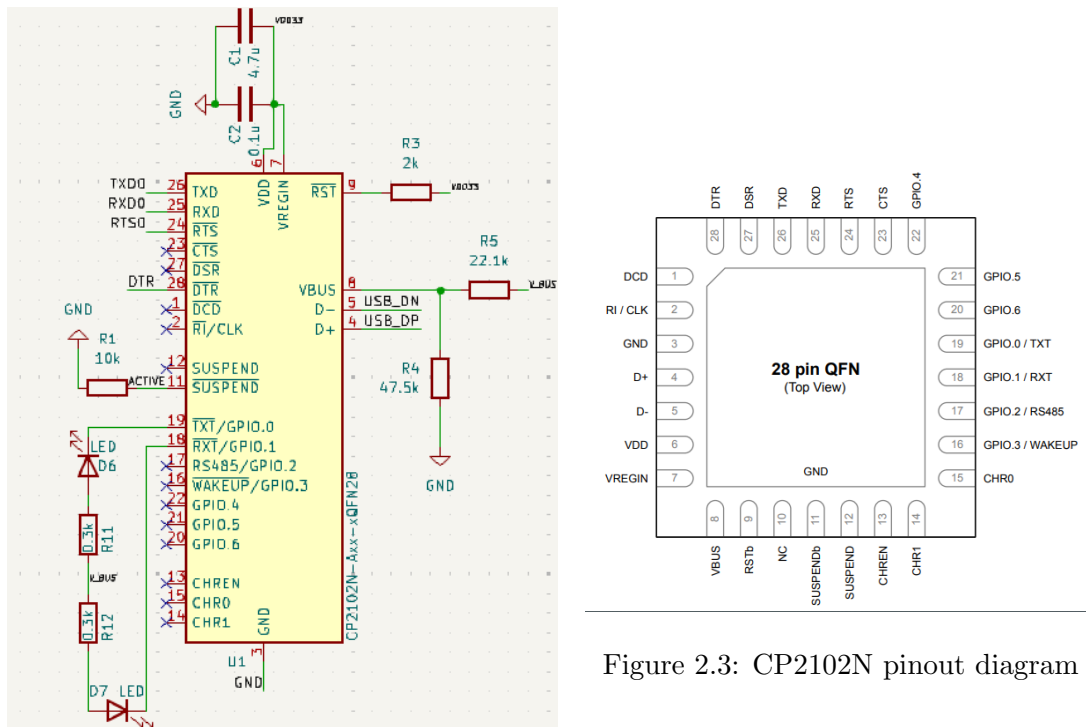 VDD33
C1
4.7u
GND
C2
0.1u
6
7
VDD
VREGIN
R3
2k
RST
9
VDD33
TXD0
26
TXD
RXD0
25
RXD
RTS0
24
RTS
23
CTS
27
DSR
DTR
28
DTR
1
DCD
2
RI/CLK
R5
22.1k
VBUS
8
V_BUS
D-
5
USB_DN
D+
4
USB_DP
GND
R1
10k
ACTIVE
12
SUSPEND
11
SUSPEND
R4
47.5k
GND
19
TXT/GPIO.0
18
RXT/GPIO.1
17
RS485/GPIO.2
16
WAKEUP/GPIO.3
22
GPIO.4
21
GPIO.5
20
GPIO.6
13
CHREN
15
CHR0
14
CHR1
LED
D6
0.3k
R11
V_BUS
0.3k
R12
D7 LED
GND
3
U1
GND
CP2102N-Axx-xQFN28
DTR
DSR
TXD
RXD
RTS
CTS
GPIO.4
28
27
26
25
24
23
22
DCD
1
RI / CLK
2
GND
3
D+
4
D-
5
VDD
6
VREGIN
7
28 pin QFN
(Top View)
GND
21
GPIO.5
20
GPIO.6
19
GPIO.0 / TXT
18
GPIO.1 / RXT
17
GPIO.2 / RS485
16
GPIO.3 / WAKEUP
15
CHR0
8
9
10
11
12
13
14
VBUS
RSTb
NC
SUSPENDb
SUSPEND
CHREN
CHR1
Figure 2.3: CP2102N pinout diagram